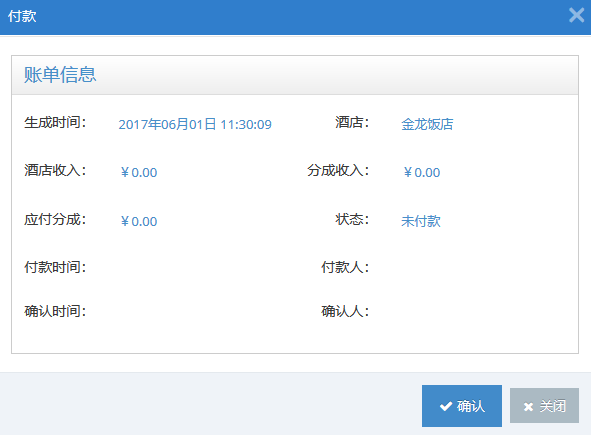 付款
账单信息
生成时间： 2017年06月01日 11:30:09 酒店： 金龙饭店
酒店收入： ￥0.00 分成收入： ￥0.00
应付分成： ￥0.00 状态： 未付款
付款时间： 付款人：
确认时间： 确认人：
确认 关闭